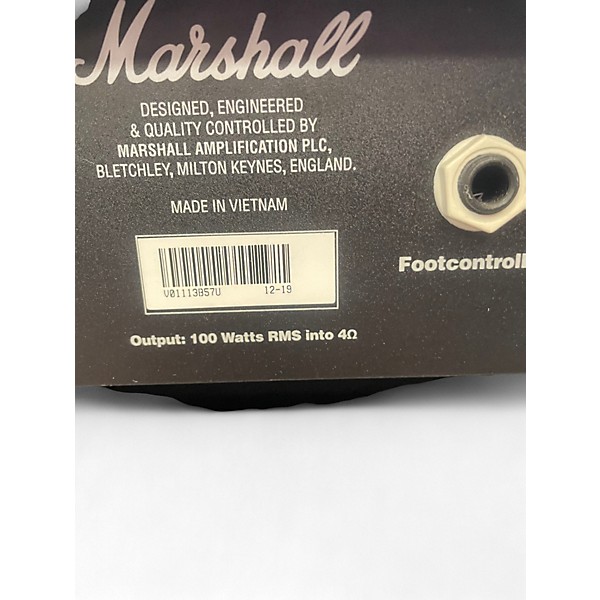 Marshall
DESIGNED, ENGINEERED
& QUALITY CONTROLLED BY
MARSHALL AMPLIFICATION PLC,
BLETCHLEY, MILTON KEYNES, ENGLAND.
MADE IN VIETNAM
V01113B57U 12-19
Output: 100 Watts RMS into 4Ω
Footcontroll